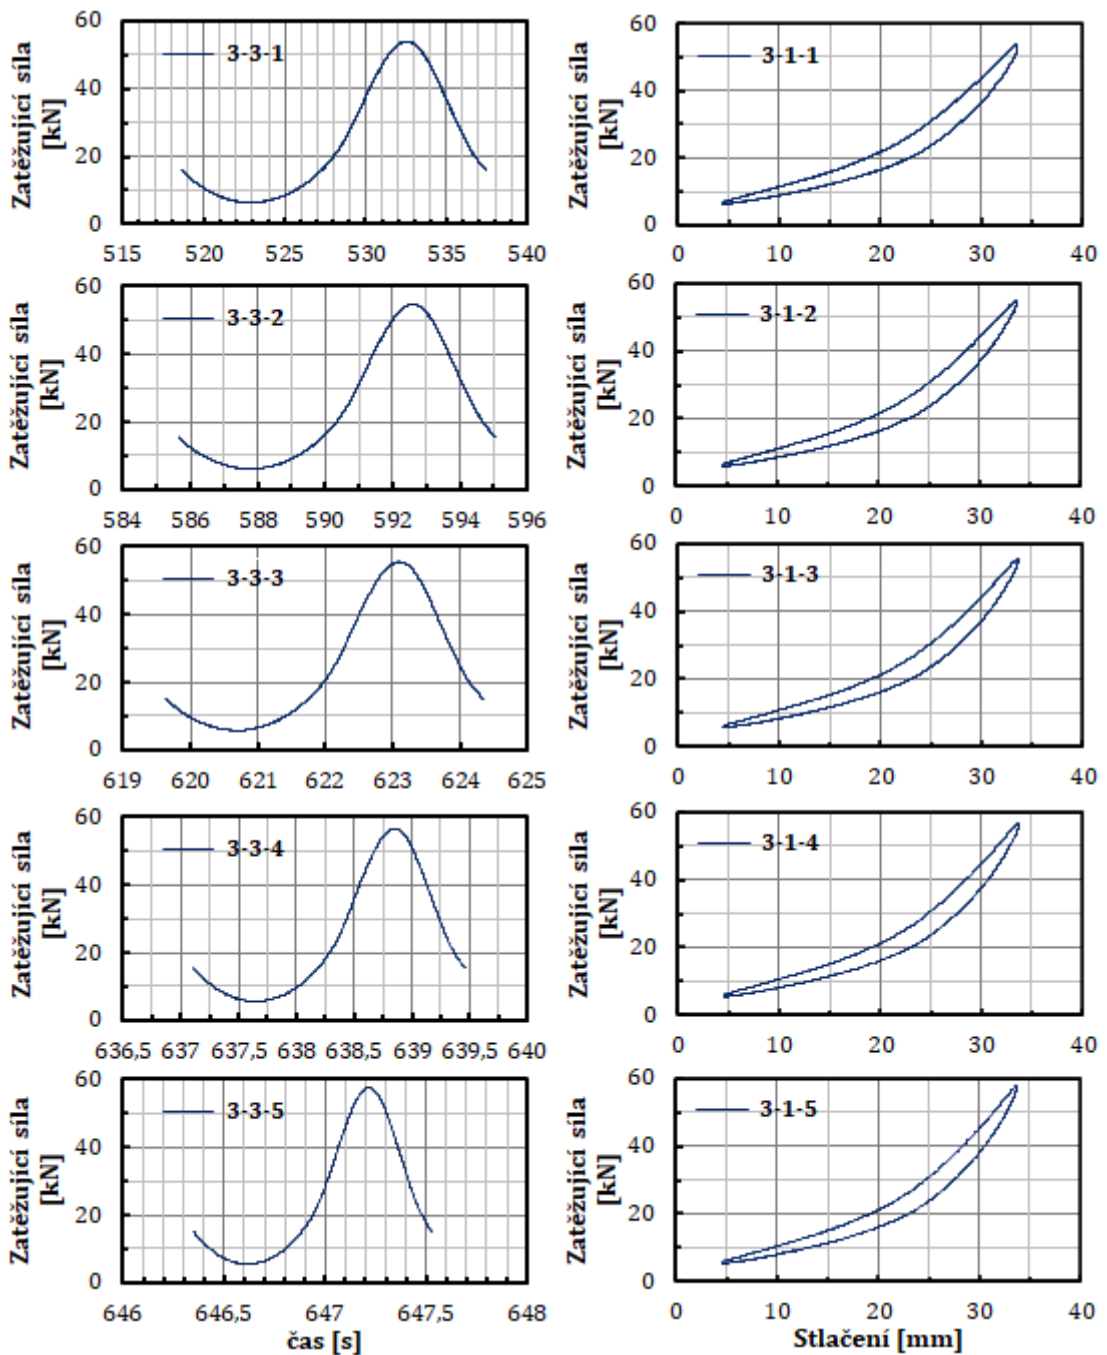 Zatěžující síla
[kN]
60
40
20
0
3-3-1
515 520 525 530 535 540
Zatěžující síla
[kN]
60
40
20
0
3-1-1
0 10 20 30 40
Zatěžující síla
[kN]
60
40
20
0
3-3-2
584 586 588 590 592 594 596
Zatěžující síla
[kN]
60
40
20
0
3-1-2
0 10 20 30 40
Zatěžující síla
[kN]
60
40
20
0
3-3-3
619 620 621 622 623 624 625
Zatěžující síla
[kN]
60
40
20
0
3-1-3
0 10 20 30 40
Zatěžující síla
[kN]
60
40
20
0
3-3-4
636,5 637 637,5 638 638,5 639 639,5 640
Zatěžující síla
[kN]
60
40
20
0
3-1-4
0 10 20 30 40
Zatěžující síla
[kN]
60
40
20
0
3-3-5
646 646,5 647 647,5 648
čas [s]
Zatěžující síla
[kN]
60
40
20
0
3-1-5
0 10 20 30 40
Stlačení [mm]